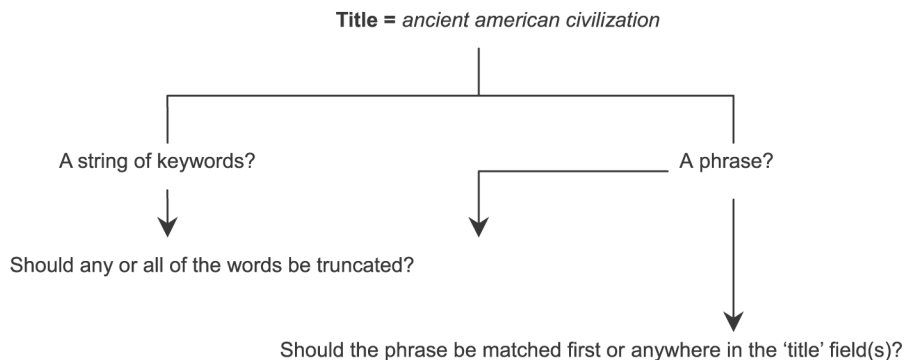 Title = ancient american civilization
A string of keywords?
A phrase?
Should any or all of the words be truncated?
Should the phrase be matched first or anywhere in the ‘title’ field(s)?